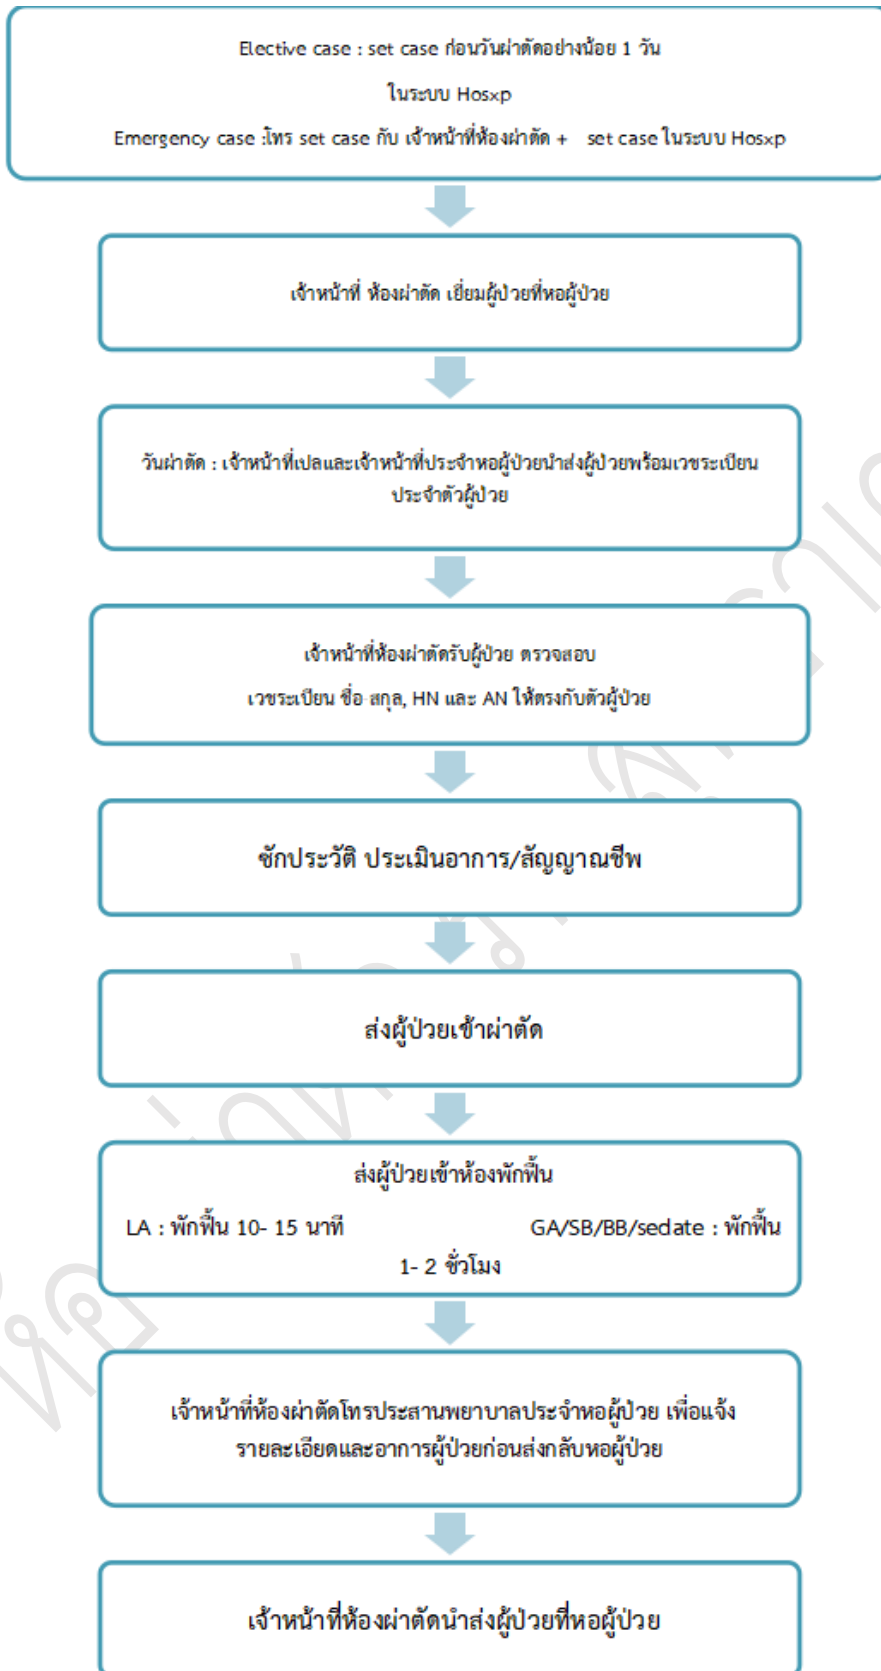 Elective case : set case ก่อนวันผ่าตัดอย่างน้อย 1 วัน
ในระบบ Hosxp
Emergency case :โทร set case กับ เจ้าหน้าที่ห้องผ่าตัด + set case ในระบบ Hosxp
เจ้าหน้าที่ ห้องผ่าตัด เยี่ยมผู้ป่วยที่หอผู้ป่วย
วันผ่าตัด : เจ้าหน้าที่เปลและเจ้าหน้าที่ประจำหอผู้ป่วยนำส่งผู้ป่วยพร้อมเวชระเบียน
ประจำตัวผู้ป่วย
เจ้าหน้าที่ห้องผ่าตัดรับผู้ป่วย ตรวจสอบ
เวชระเบียน ชื่อ สกุล, HN และ AN ให้ตรงกับตัวผู้ป่วย
ซักประวัติ ประเมินอาการ/สัญญาณชีพ
ส่งผู้ป่วยเข้าผ่าตัด
ส่งผู้ป่วยเข้าห้องพักฟื้น
LA : พักฟื้น 10- 15 นาที GA/SB/BB/sedate : พักฟื้น
1- 2 ชั่วโมง
เจ้าหน้าที่ห้องผ่าตัดโทรประสานพยาบาลประจำหอผู้ป่วย เพื่อแจ้ง
รายละเอียดและอาการผู้ป่วยก่อนส่งกลับหอผู้ป่วย
เจ้าหน้าที่ห้องผ่าตัดนำส่งผู้ป่วยที่หอผู้ป่วย